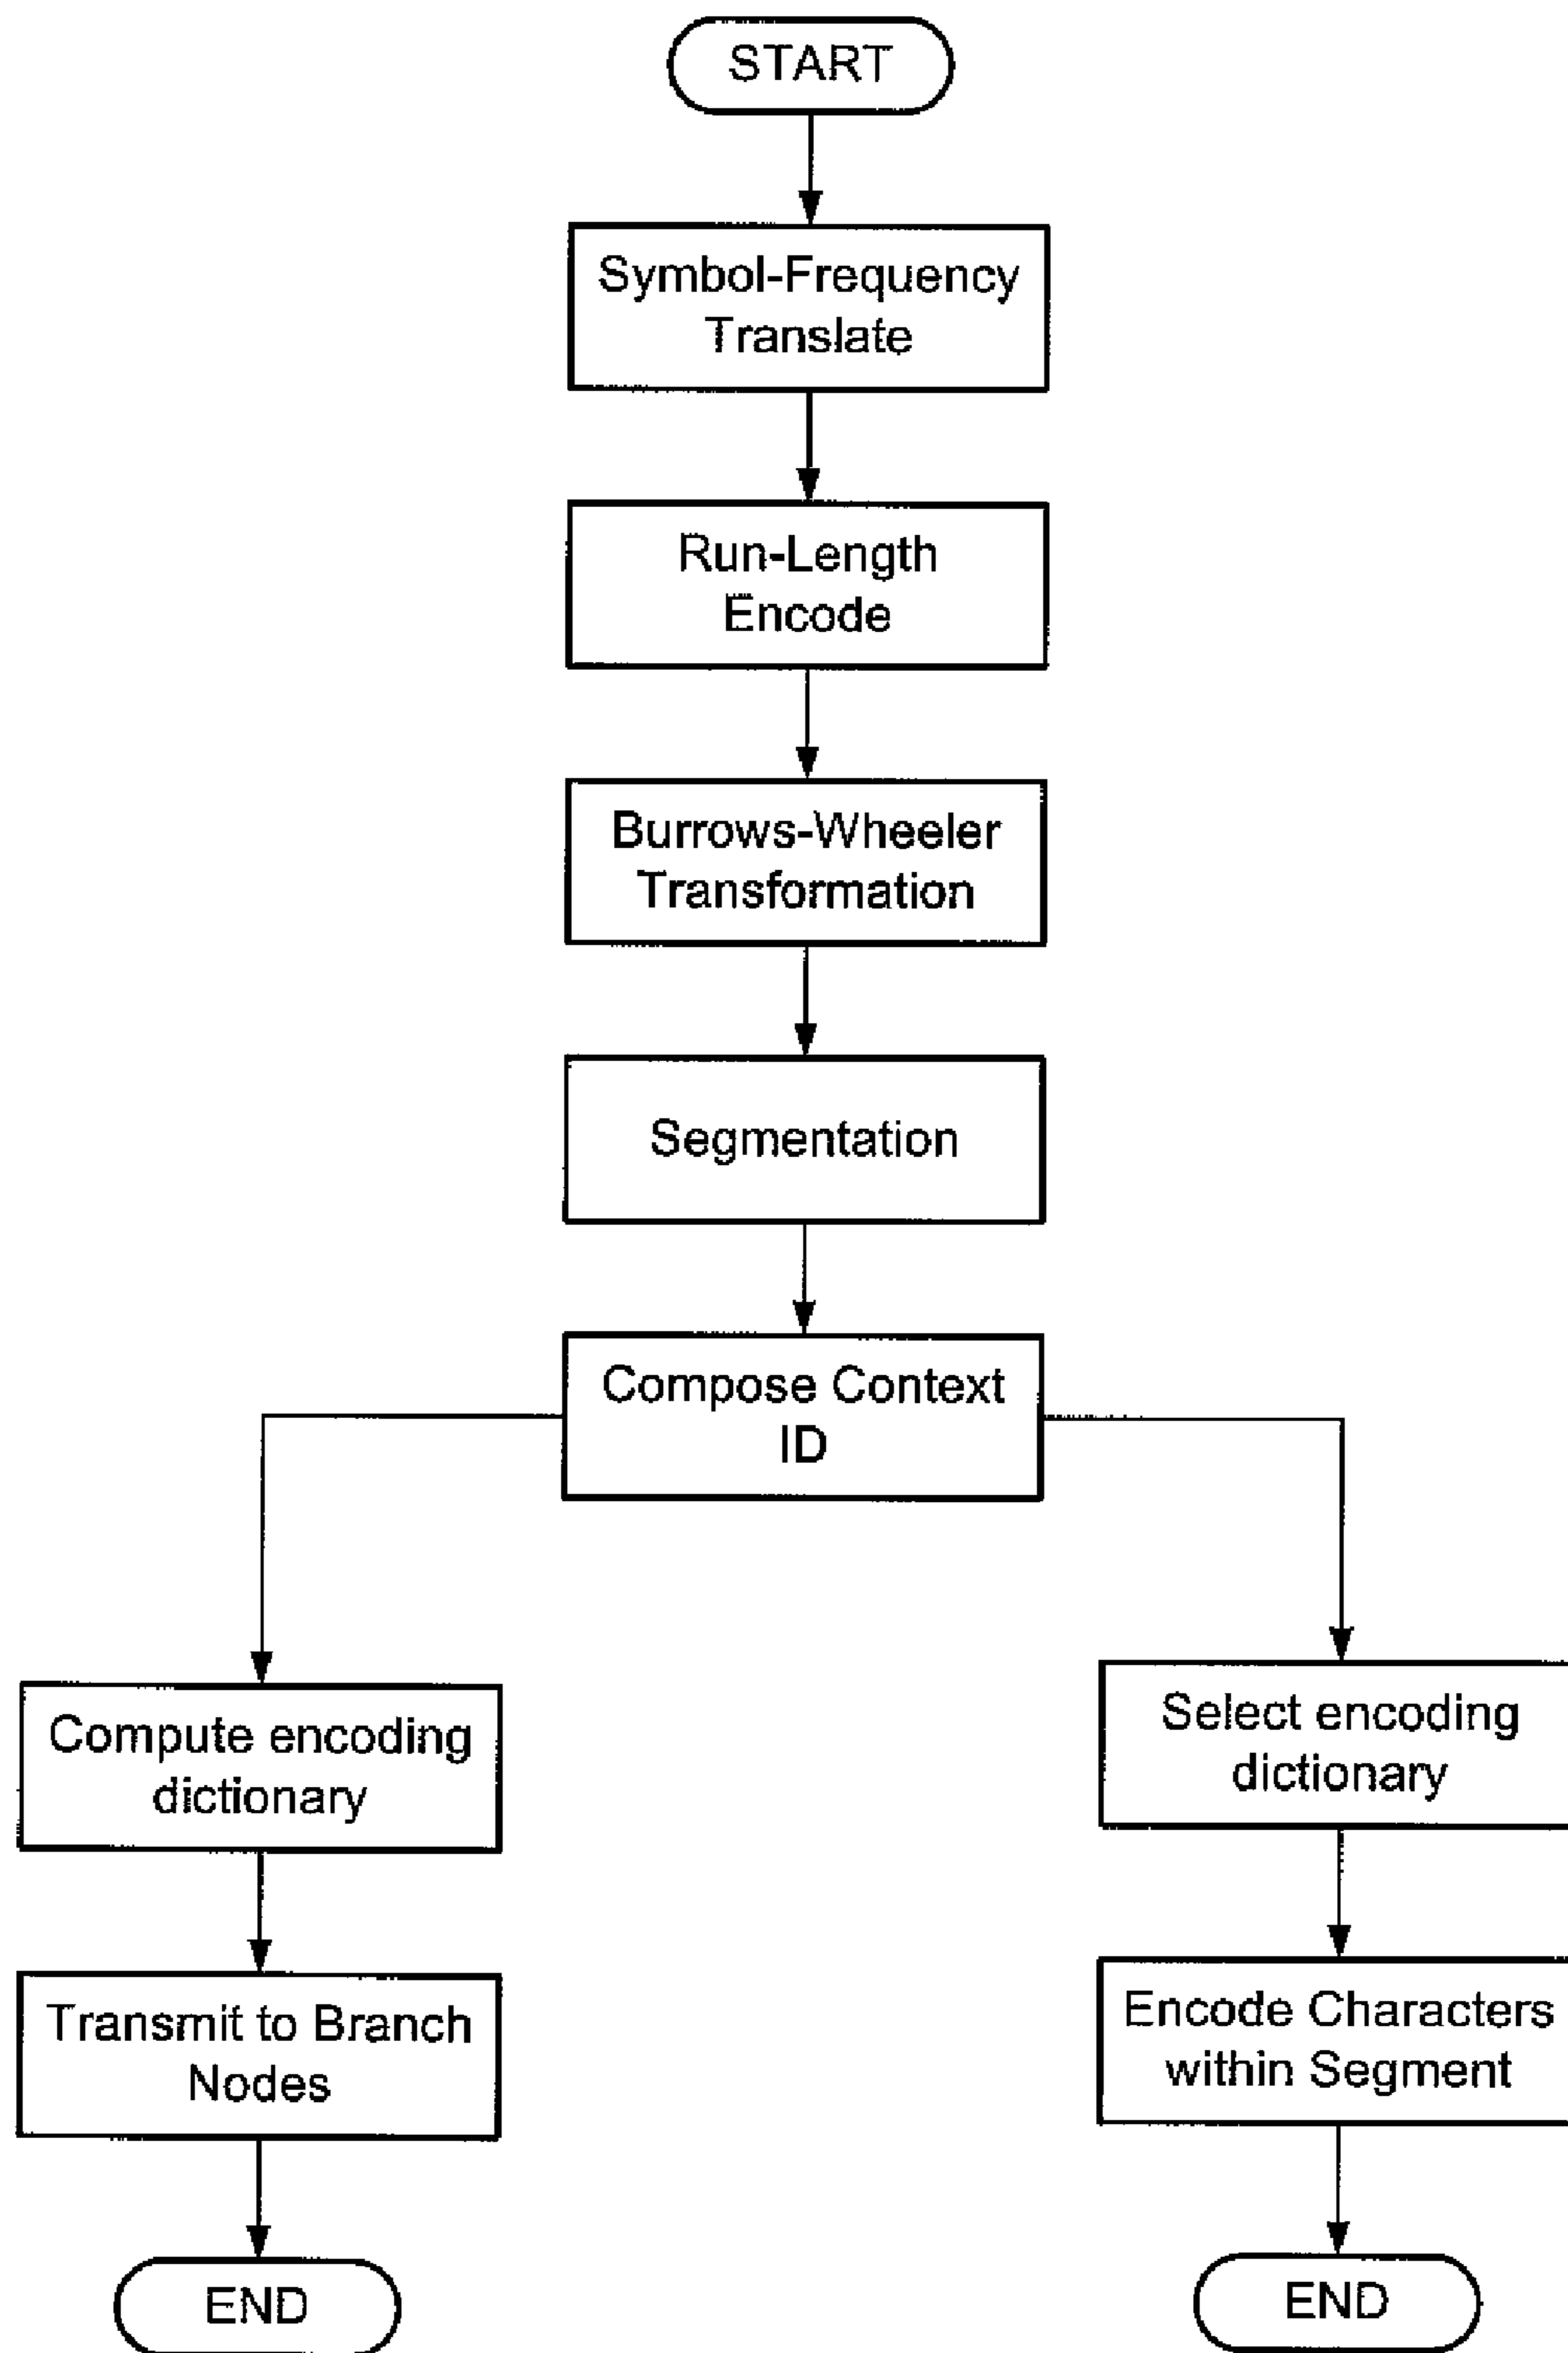 START
Symbol-Frequency
Translate
Run-Length
Encode
Burrows-Wheeler
Transformation
Segmentation
Compose Context
ID
Compute encoding
dictionary
Transmit to Branch
Nodes
END
Select encoding
dictionary
Encode Characters
within Segment
END